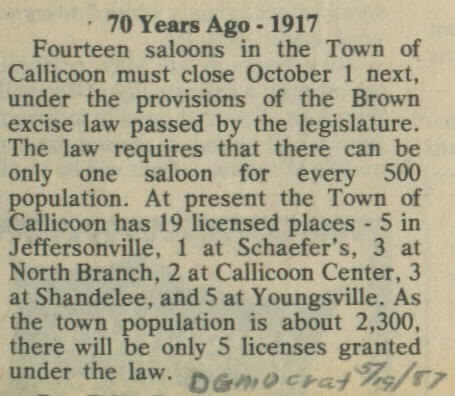 70 Years Ago - 1917
Fourteen saloons in the Town of
Callicoon must close October 1 next,
under the provisions of the Brown
excise law passed by the legislature.
The law requires that there can be
only one saloon for every 500
population. At present the Town of
Callicoon has 19 licensed places - 5 in
Jeffersonville, 1 at Schaefer's, 3 at
North Branch, 2 at Callicoon Center, 3
at Shandelee, and 5 at Youngsville. As
the town population is about 2,300,
there will be only 5 licenses granted
under the law. Democrat 5/19/87